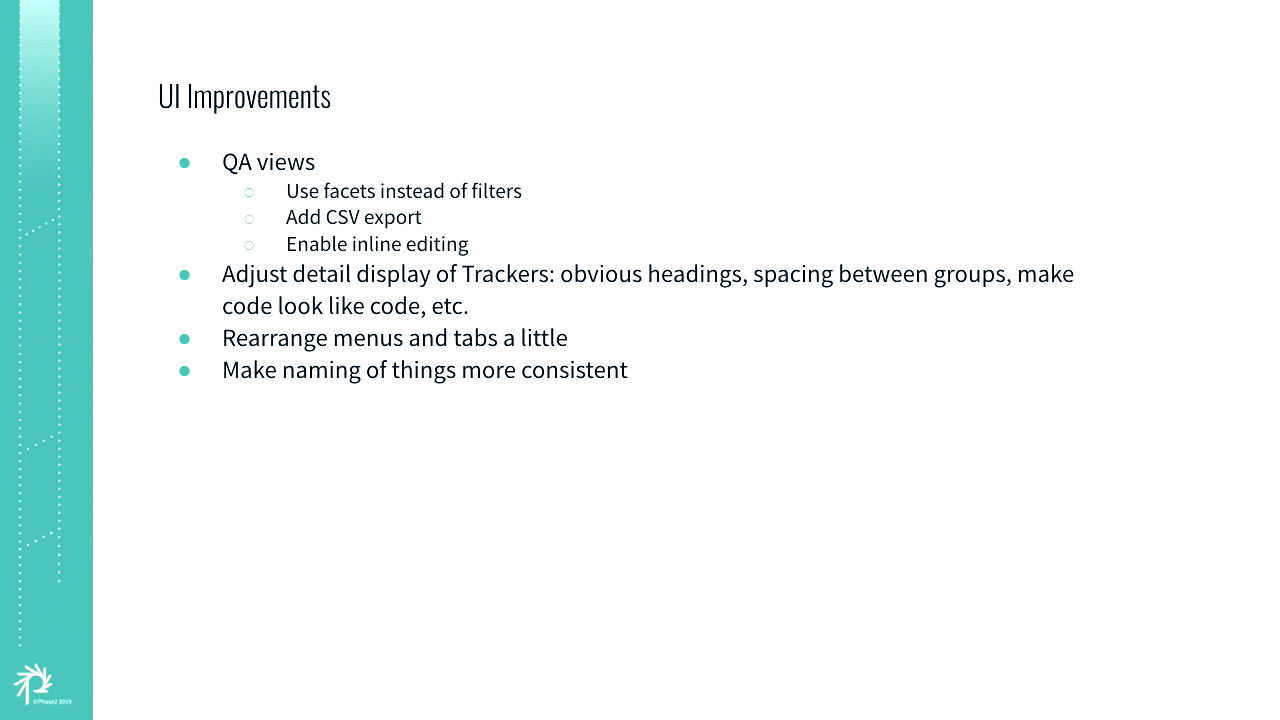 UI Improvements
● QA views
○ Use facets instead of filters
○ Add CSV export
○ Enable inline editing
● Adjust detail display of Trackers: obvious headings, spacing between groups, make
code look like code, etc.
● Rearrange menus and tabs a little
● Make naming of things more consistent
©Phase2 2019